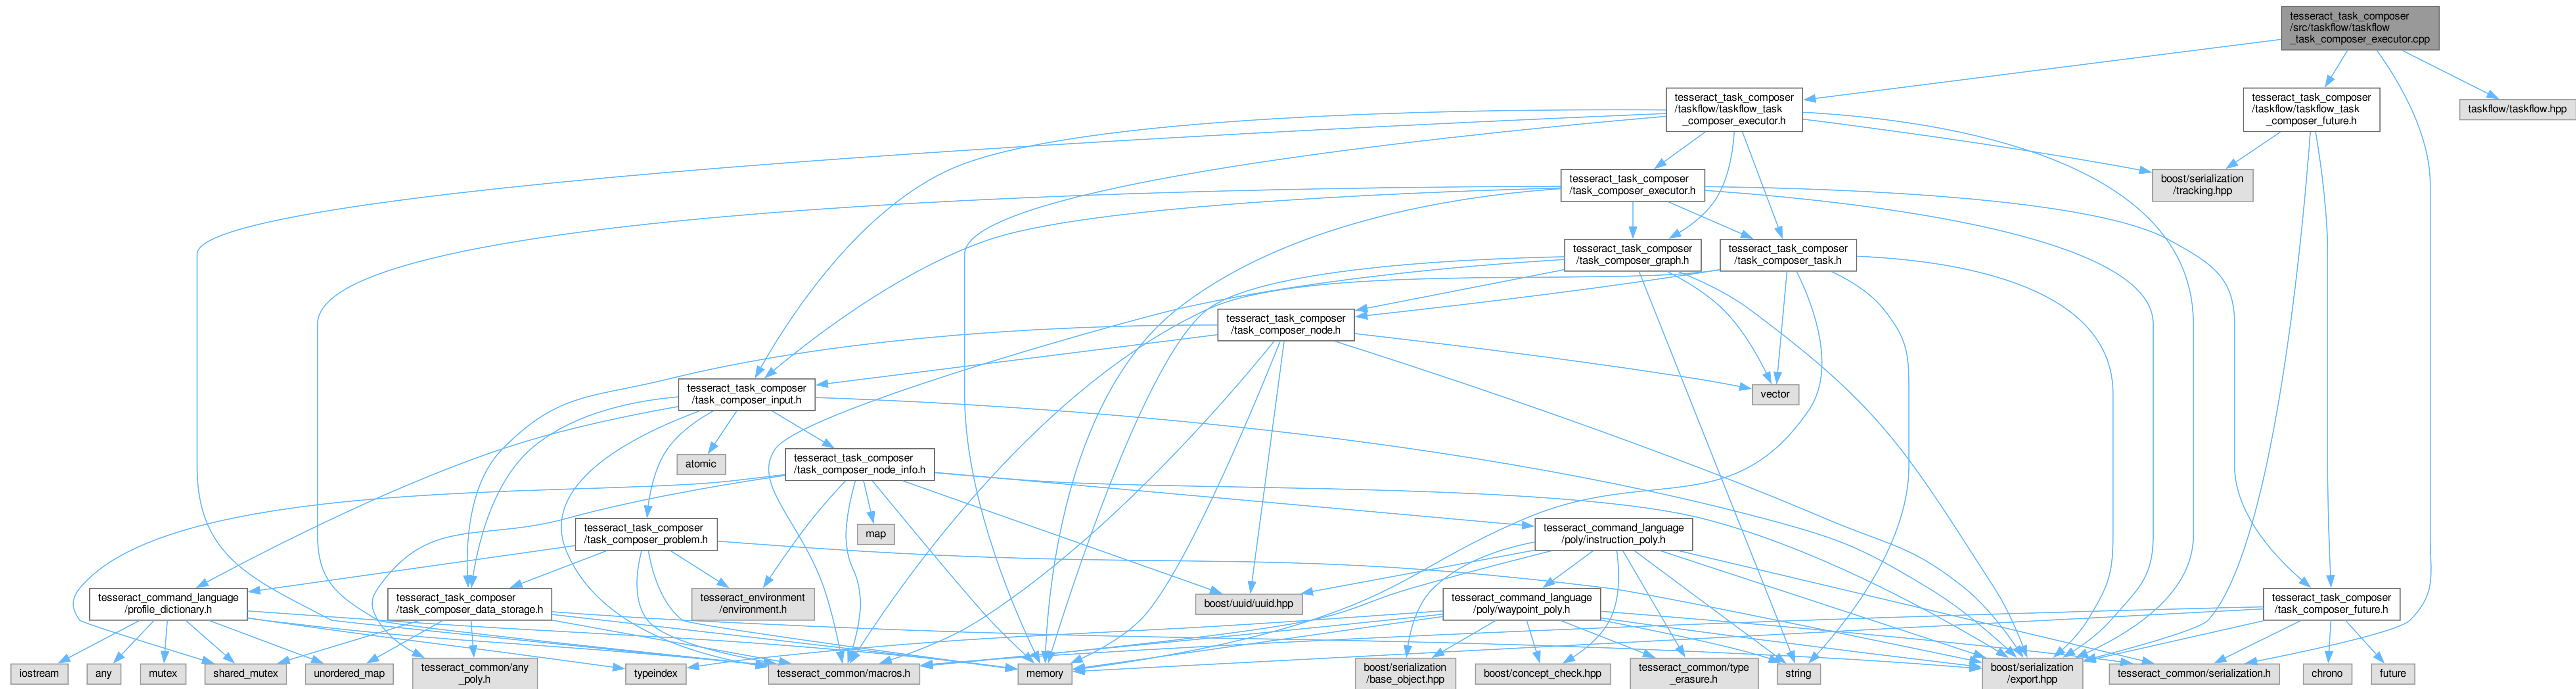 tesseract_task_composer
/src/taskflow/taskflow
_task_composer_executor.cpp
tesseract_task_composer
/taskflow/taskflow_task
_composer_executor.h
tesseract_task_composer
/taskflow/taskflow_task
_composer_future.h
taskflow/taskflow.hpp
tesseract_task_composer
/task_composer_executor.h
boost/serialization
/tracking.hpp
tesseract_task_composer
/task_composer_graph.h
tesseract_task_composer
/task_composer_task.h
tesseract_task_composer
/task_composer_node.h
tesseract_task_composer
/task_composer_input.h
vector
atomic
tesseract_task_composer
/task_composer_node_info.h
tesseract_task_composer
/task_composer_problem.h
map
tesseract_command_language
/poly/instruction_poly.h
tesseract_command_language
/profile_dictionary.h
tesseract_task_composer
/task_composer_data_storage.h
tesseract_environment
/environment.h
boost/uuid/uuid.hpp
tesseract_command_language
/poly/waypoint_poly.h
tesseract_task_composer
/task_composer_future.h
iostream
any
mutex
shared_mutex
unordered_map
tesseract_common/any
_poly.h
typeindex
tesseract_common/macros.h
memory
boost/serialization
/base_object.hpp
boost/concept_check.hpp
tesseract_common/type
_erasure.h
string
boost/serialization
/export.hpp
tesseract_common/serialization.h
chrono
future